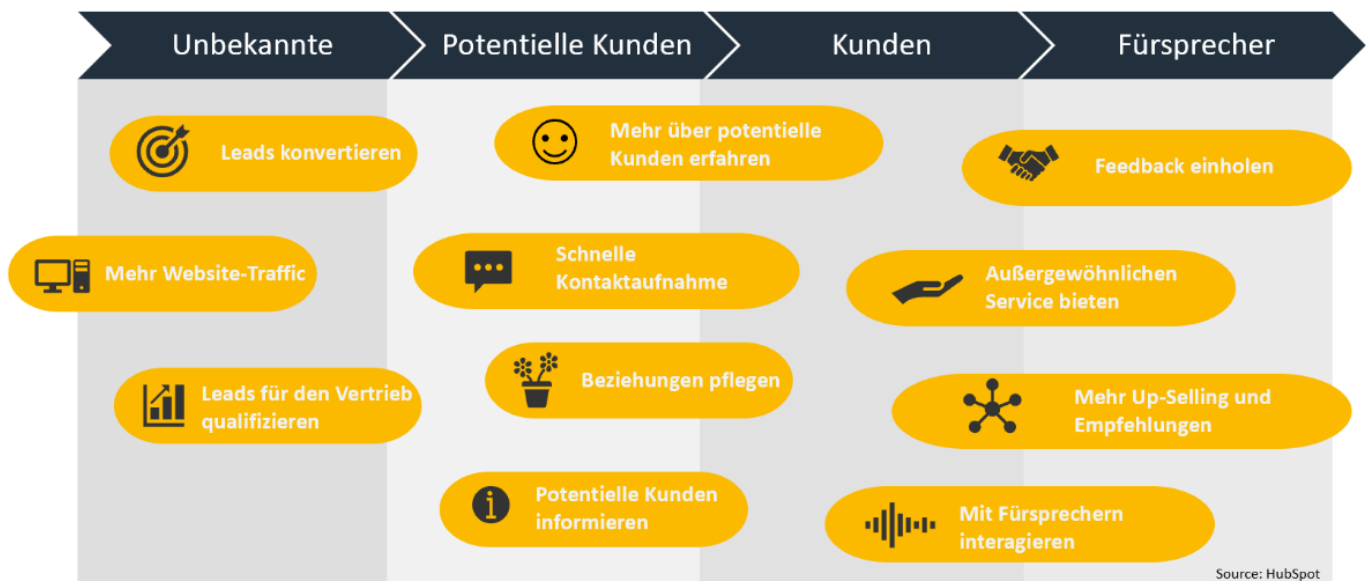 Unbekannte
Potentielle Kunden
Kunden
Fürsprecher
Leads konvertieren
Mehr über potentielle
Kunden erfahren
Feedback einholen
Mehr Website-Traffic
Schnelle
Kontaktaufnahme
Außergewöhnlichen
Service bieten
Leads für den Vertrieb
qualifizieren
Beziehungen pflegen
Mehr Up-Selling und
Empfehlungen
Potentielle Kunden
informieren
Mit Fürsprechern
interagieren
Source: HubSpot